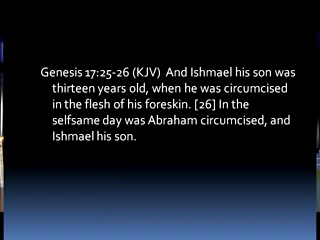 Genesis 17:25-26 (KJV)  And Ishmael his son was
thirteen years old, when he was circumcised
in the flesh of his foreskin. [26] In the
selfsame day was Abraham circumcised, and
Ishmael his son.